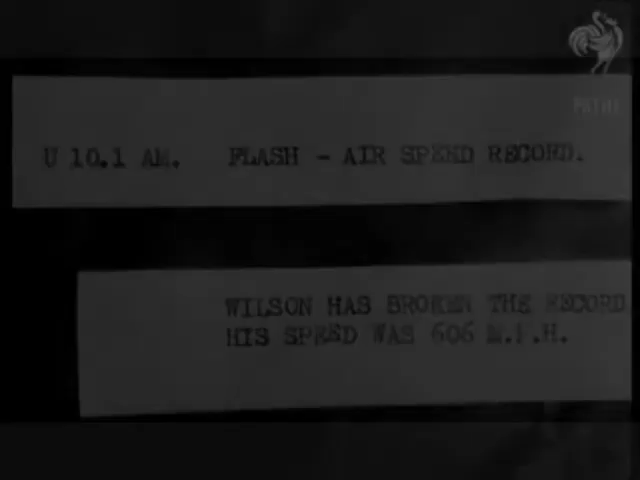 PATHE
U 10.1 AM. FLASH - AIR SPEED RECORD.
WILSON HAS BROKEN THE RECORD
HIS SPEED WAS 606 M.P.H.